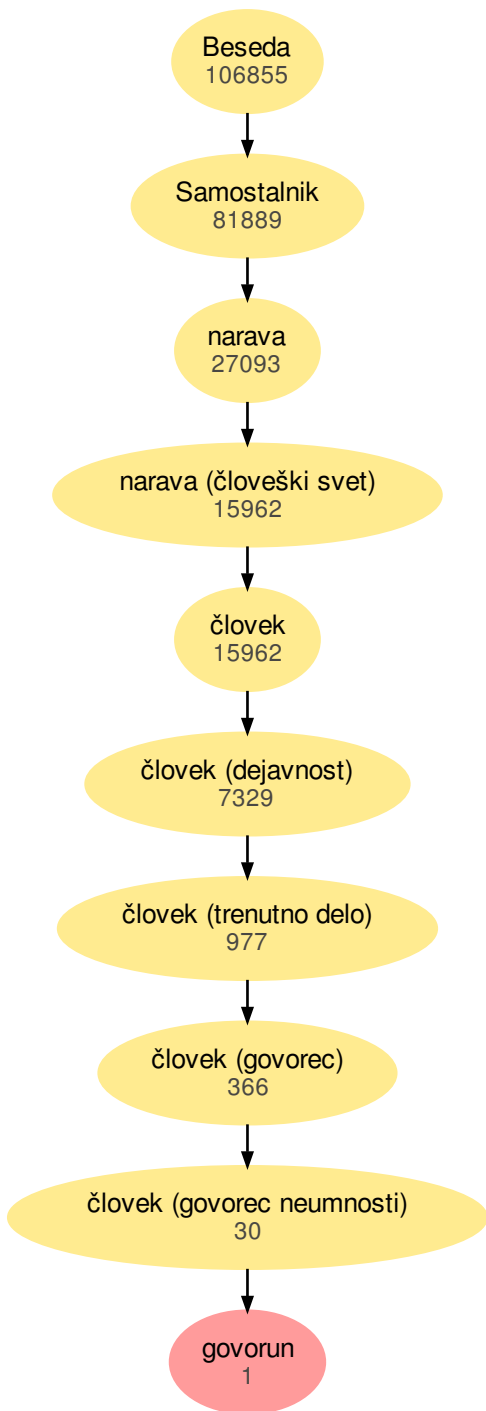 Beseda
106855
Samostalnik
81889
narava
27093
narava (človeški svet)
15962
človek
15962
človek (dejavnost)
7329
človek (trenutno delo)
977
človek (govorec)
366
človek (govorec neumnosti)
30
govorun
1